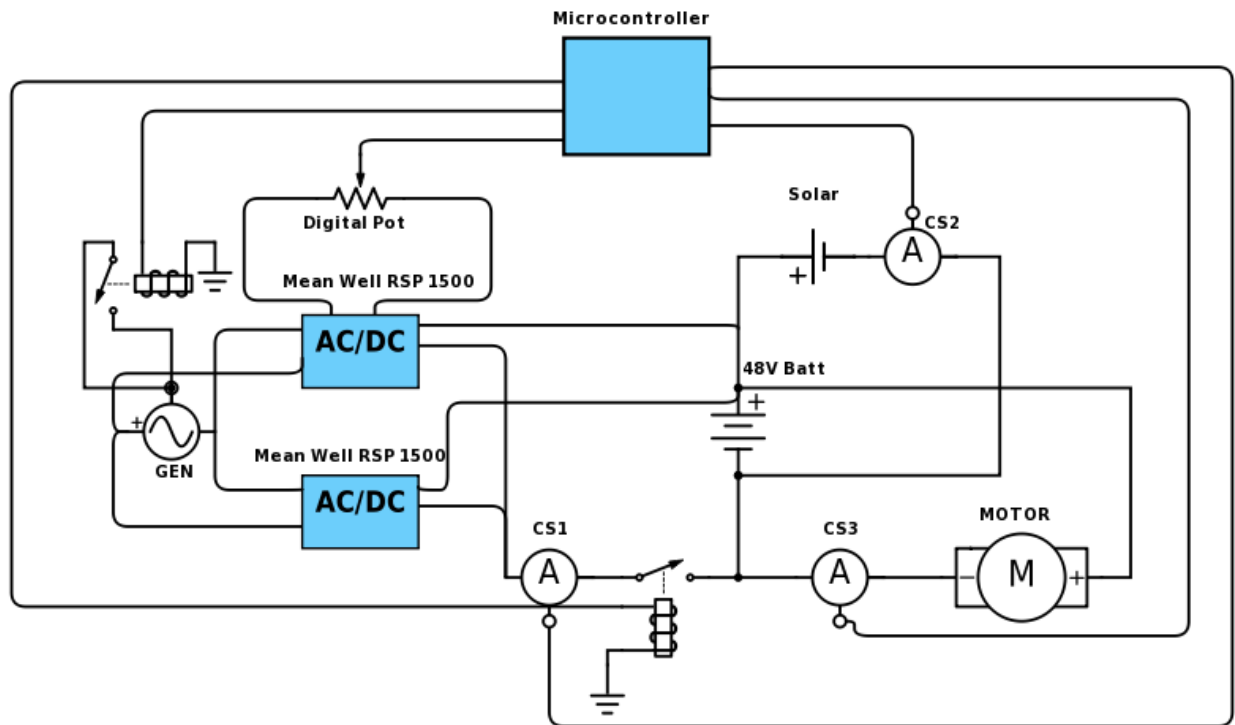 Microcontroller
Solar
CS2
A
Digital Pot
+
Mean Well RSP 1500
AC/DC
48V Batt
+
+
GEN
Mean Well RSP 1500
AC/DC
CS1
A
CS3
A
MOTOR
− M +